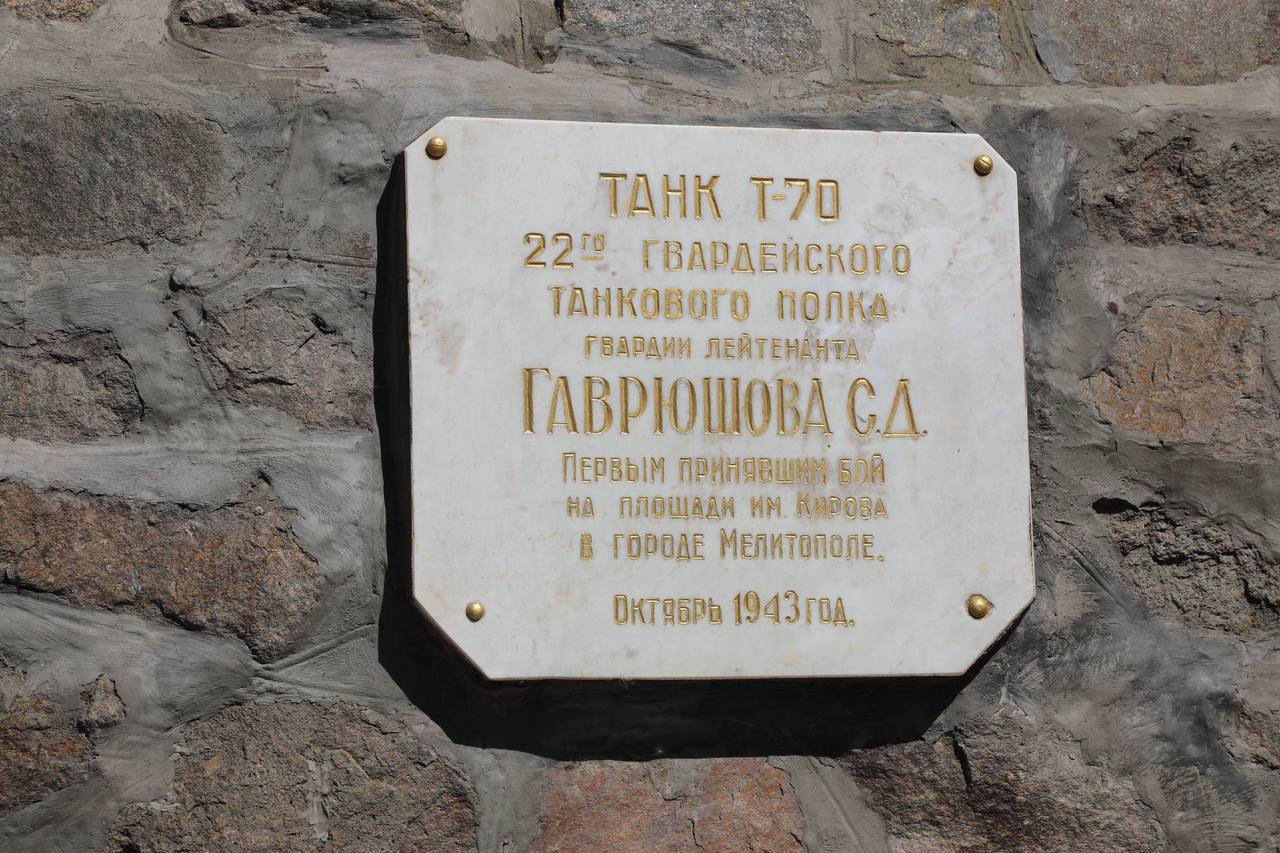 ТАНК Т-70
22го ГВАРДЕЙСКОГО
ТАНКОВОГО ПОЛКА
ГВАРДИИ ЛЕЙТЕНАНТА
ГАВРЮШОВА С.Д.
ПЕРВЫМ ПРИНЯВШИМ БОЙ
НА ПЛОЩАДИ ИМ. КИРОВА
В ГОРОДЕ МЕЛИТОПОЛЕ.
ОКТЯБРЬ 1943 ГОД.